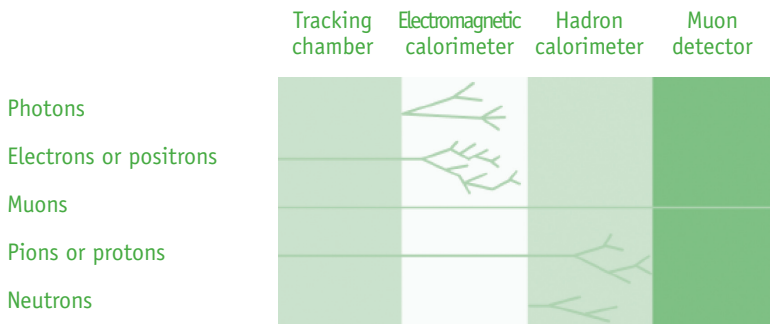 Tracking Electromagnetic Hadron Muon
chamber calorimeter calorimeter detector
Photons
Electrons or positrons
Muons
Pions or protons
Neutrons